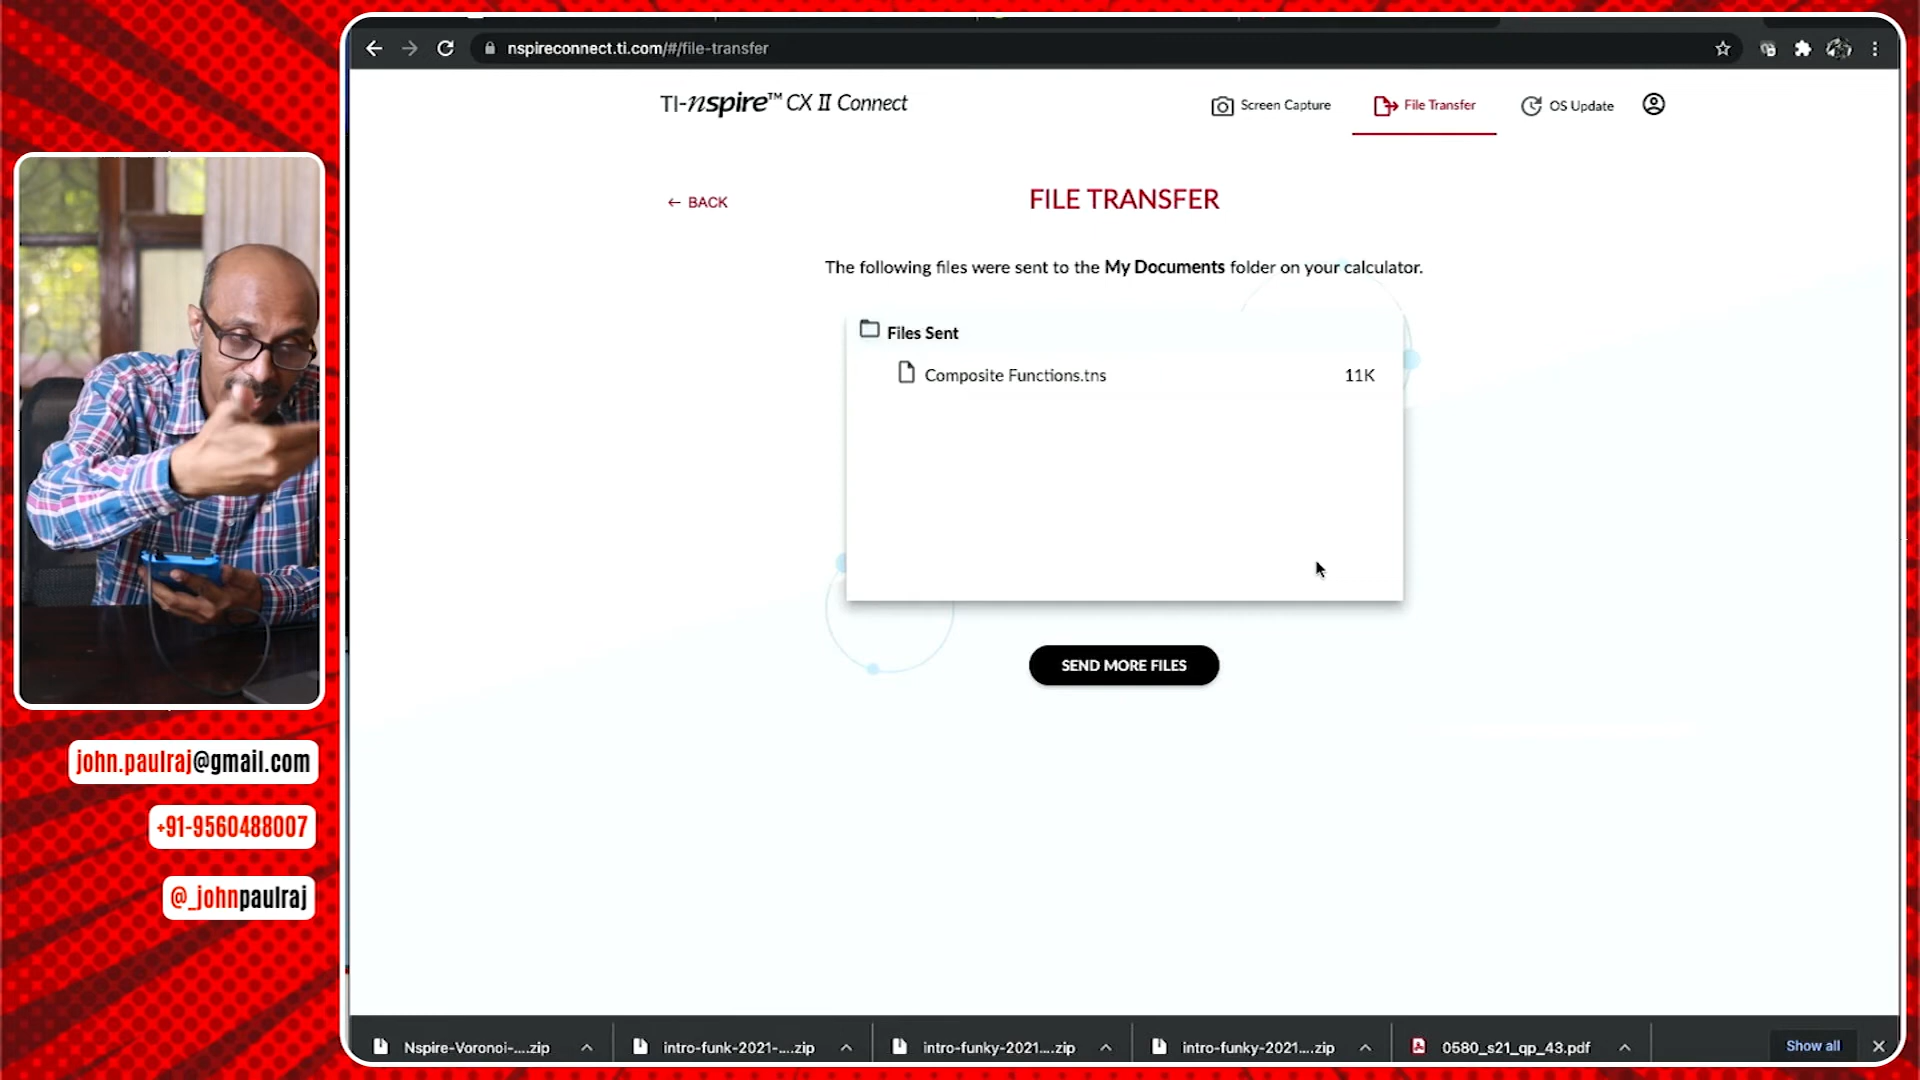 nspireconnect.ti.com/#/file-transfer
TI-nspire™ CX II Connect
Screen Capture
File Transfer
OS Update
← BACK
FILE TRANSFER
The following files were sent to the My Documents folder on your calculator.
Files Sent
Composite Functions.tns 11K
SEND MORE FILES
john.paulraj@gmail.com
+91-9560488007
@_johnpaulraj
Nspire-Voronoi-....zip
intro-funk-2021-....zip
intro-funky-2021....zip
intro-funky-2021....zip
0580_s21_qp_43.pdf
Show all